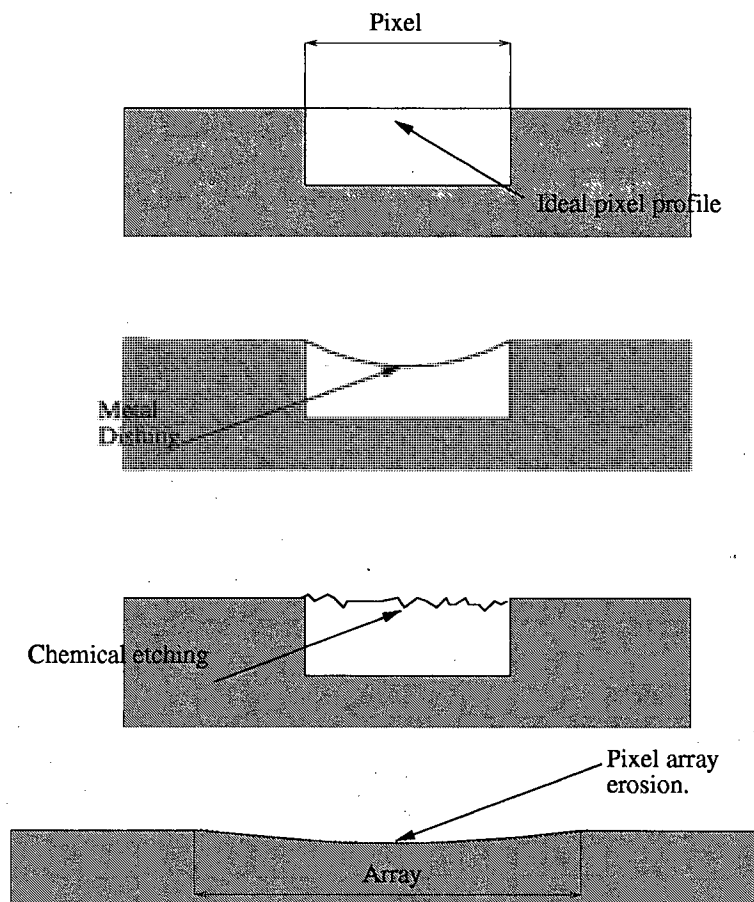 Pixel
Ideal pixel profile
Metal
Dishing
Chemical etching
Pixel array
erosion.
Array